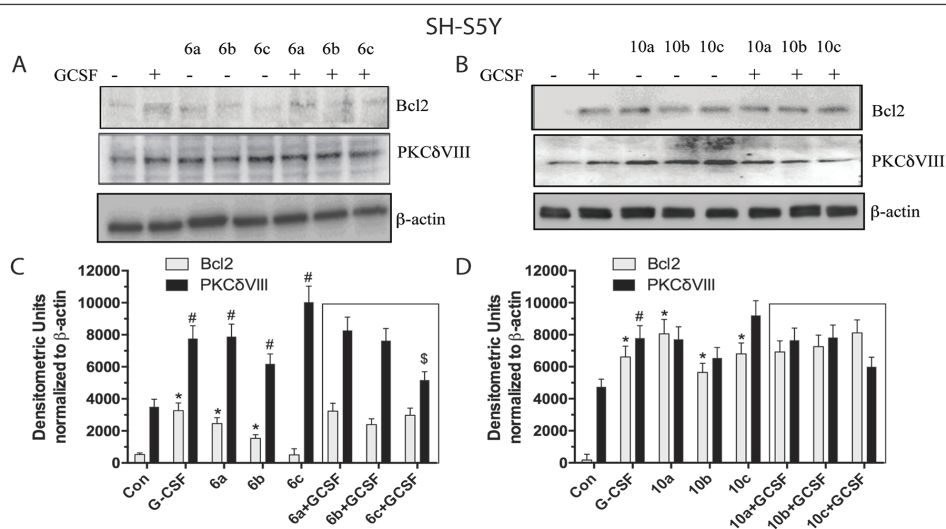 SH-S5Y
A
6a 6b 6c 6a 6b 6c
GCSF - + - - - + + +
Bcl2
PKCδVIII
β-actin
B
10a 10b 10c 10a 10b 10c
GCSF - + - - - + + +
Bcl2
PKCδVIII
β-actin
C
Bcl2
PKCδVIII
Densitometric Units
normalized to β-actin
12000
10000
8000
6000
4000
2000
0
* # * # * # # $
Con G-CSF 6a 6b 6c 6a+GCSF 6b+GCSF 6c+GCSF
D
Bcl2
PKCδVIII
Densitometric Units
normalized to β-actin
12000
10000
8000
6000
4000
2000
0
* # * * *
Con G-CSF 10a 10b 10c 10a+GCSF 10b+GCSF 10c+GCSF